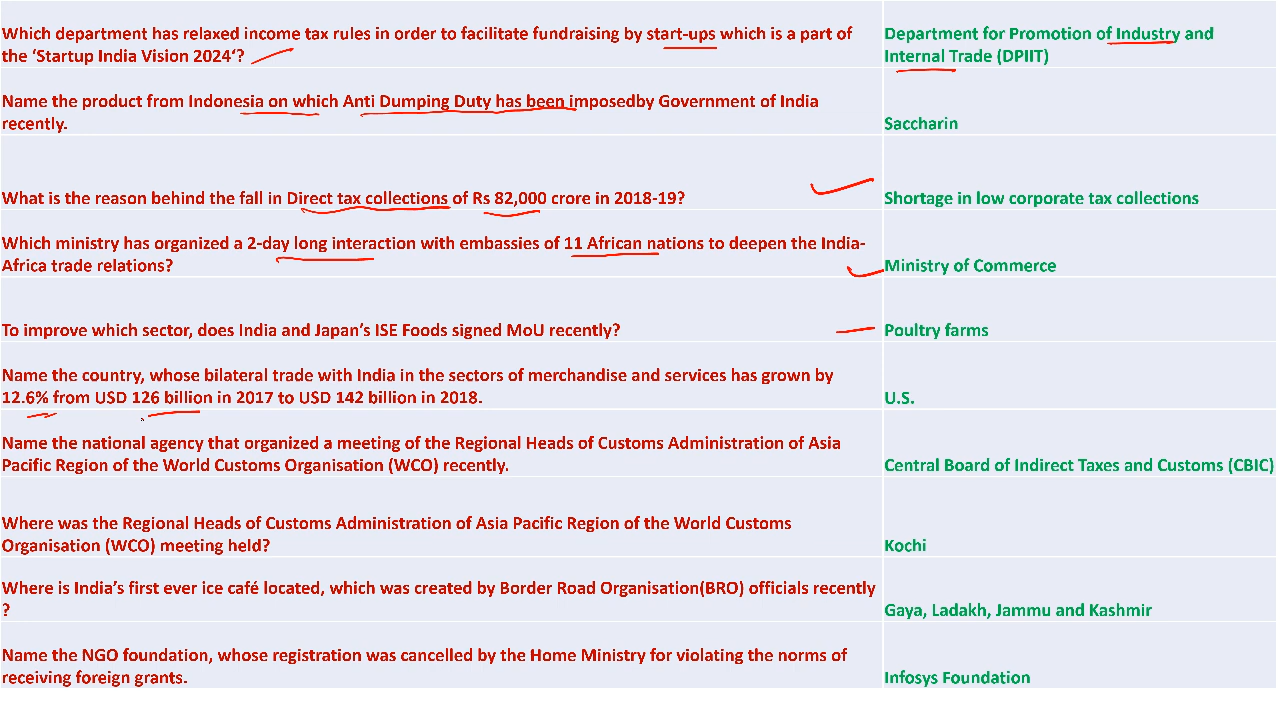 Which department has relaxed income tax rules in order to facilitate fundraising by start-ups which is a part of
the ‘Startup India Vision 2024‘?
Department for Promotion of Industry and
Internal Trade (DPIIT)
Name the product from Indonesia on which Anti Dumping Duty has been imposedby Government of India
recently.
Saccharin
What is the reason behind the fall in Direct tax collections of Rs 82,000 crore in 2018-19?
Shortage in low corporate tax collections
Which ministry has organized a 2-day long interaction with embassies of 11 African nations to deepen the India-
Africa trade relations?
Ministry of Commerce
To improve which sector, does India and Japan’s ISE Foods signed MoU recently?
Poultry farms
Name the country, whose bilateral trade with India in the sectors of merchandise and services has grown by
12.6% from USD 126 billion in 2017 to USD 142 billion in 2018.
U.S.
Name the national agency that organized a meeting of the Regional Heads of Customs Administration of Asia
Pacific Region of the World Customs Organisation (WCO) recently.
Central Board of Indirect Taxes and Customs (CBIC)
Where was the Regional Heads of Customs Administration of Asia Pacific Region of the World Customs
Organisation (WCO) meeting held?
Kochi
Where is India’s first ever ice café located, which was created by Border Road Organisation(BRO) officials recently
?
Gaya, Ladakh, Jammu and Kashmir
Name the NGO foundation, whose registration was cancelled by the Home Ministry for violating the norms of
receiving foreign grants.
Infosys Foundation